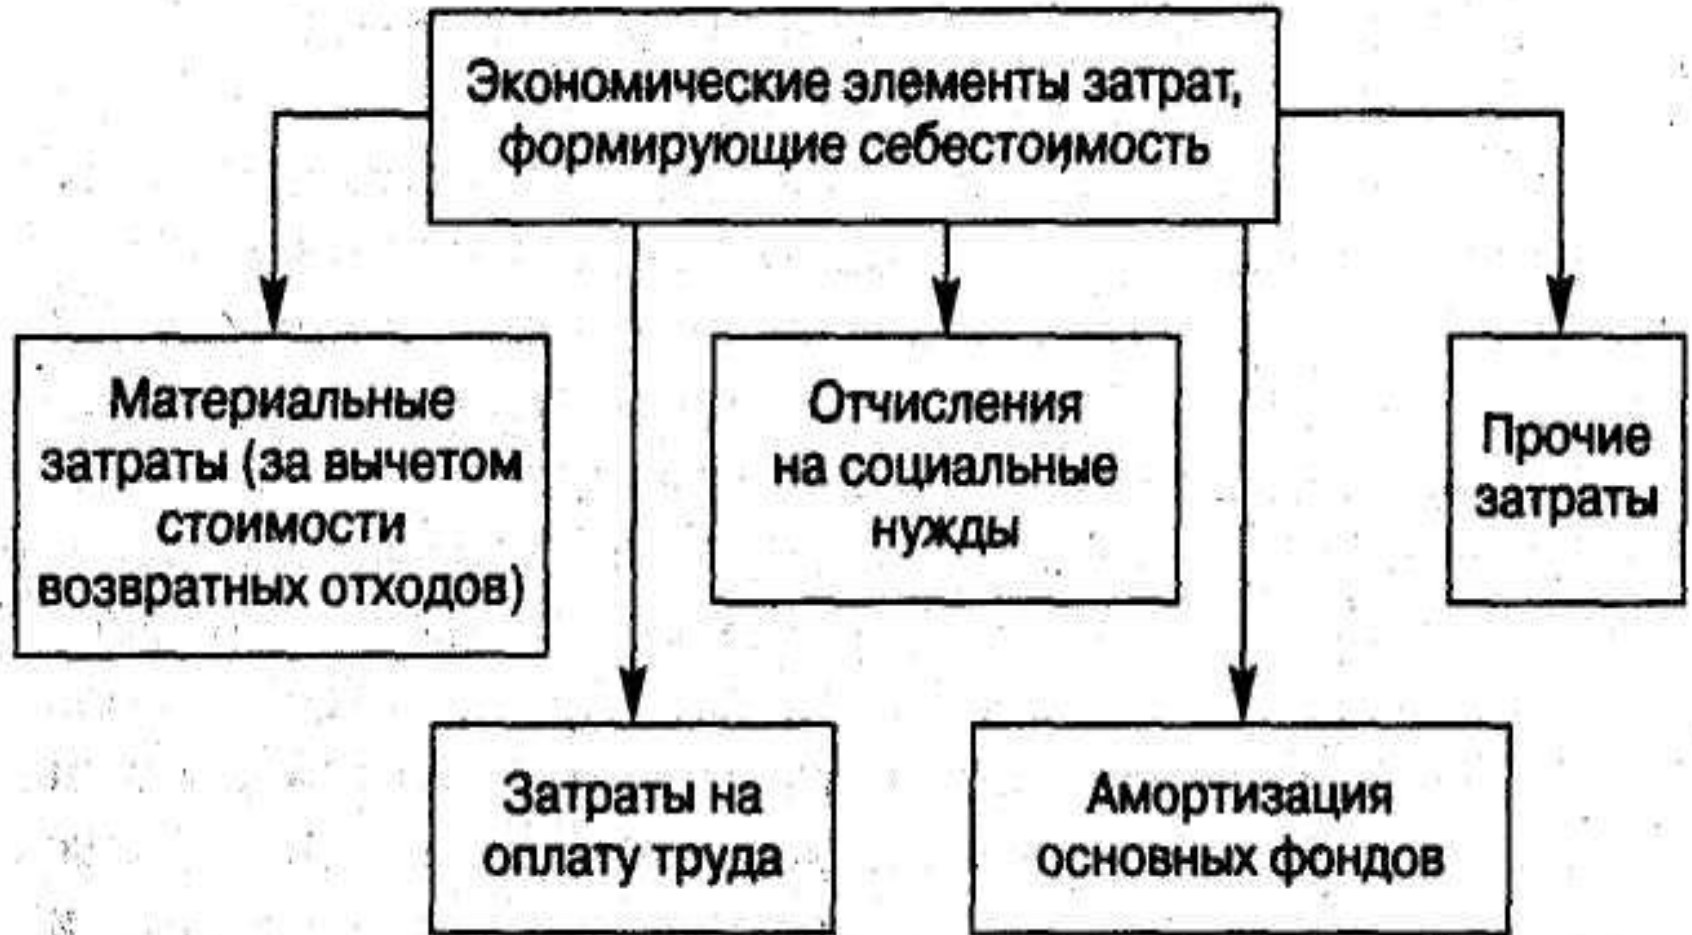 Экономические элементы затрат,
формирующие себестоимость
Материальные
затраты (за вычетом
стоимости
возвратных отходов)
Отчисления
на социальные
нужды
Прочие
затраты
Затраты на
оплату труда
Амортизация
основных фондов